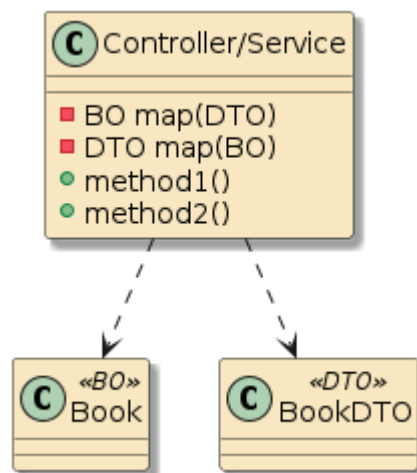 C Controller/Service
BO map(DTO)
DTO map(BO)
method1()
method2()
C «BO»
Book
C «DTO»
BookDTO